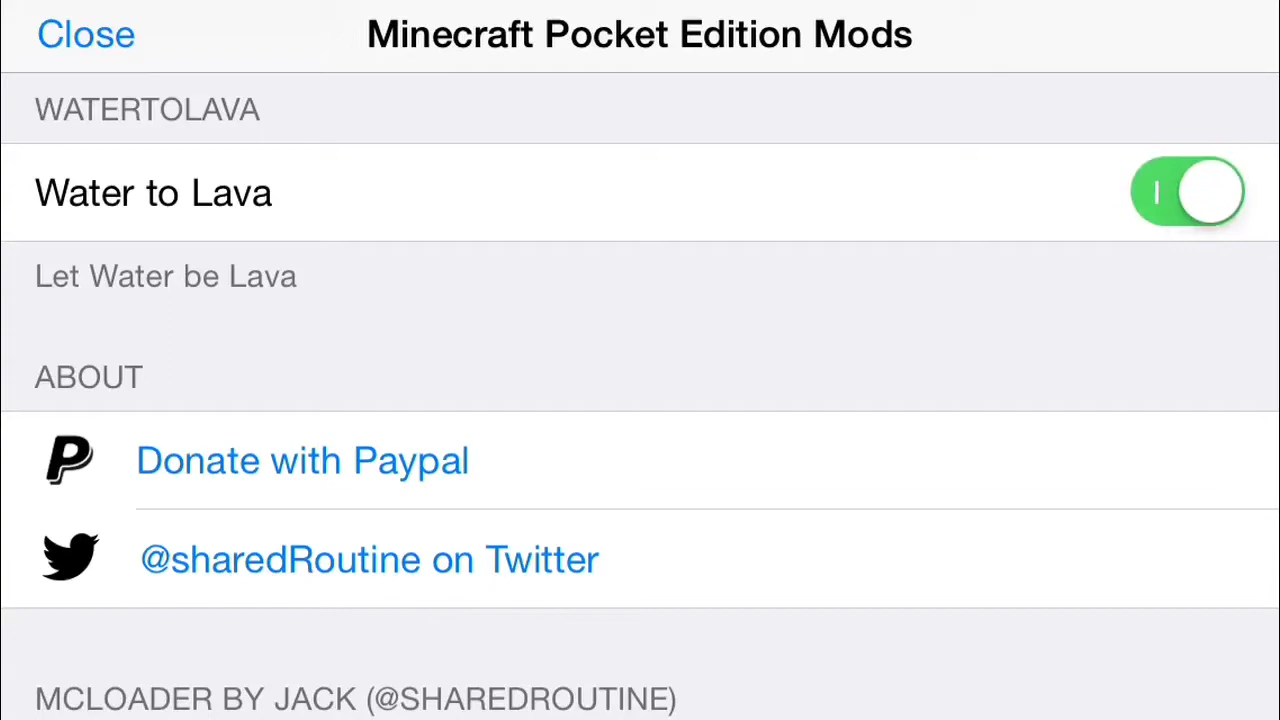 Close
Minecraft Pocket Edition Mods
WATERTOLAVA
Water to Lava
Let Water be Lava
ABOUT
Donate with Paypal
@sharedRoutine on Twitter
MCLOADER BY JACK (@SHAREDROUTINE)